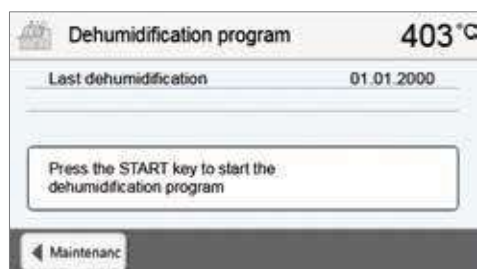 Dehumidification program 403°C
Last dehumidification 01.01.2000
Press the START key to start the
dehumidification program
Maintenanc